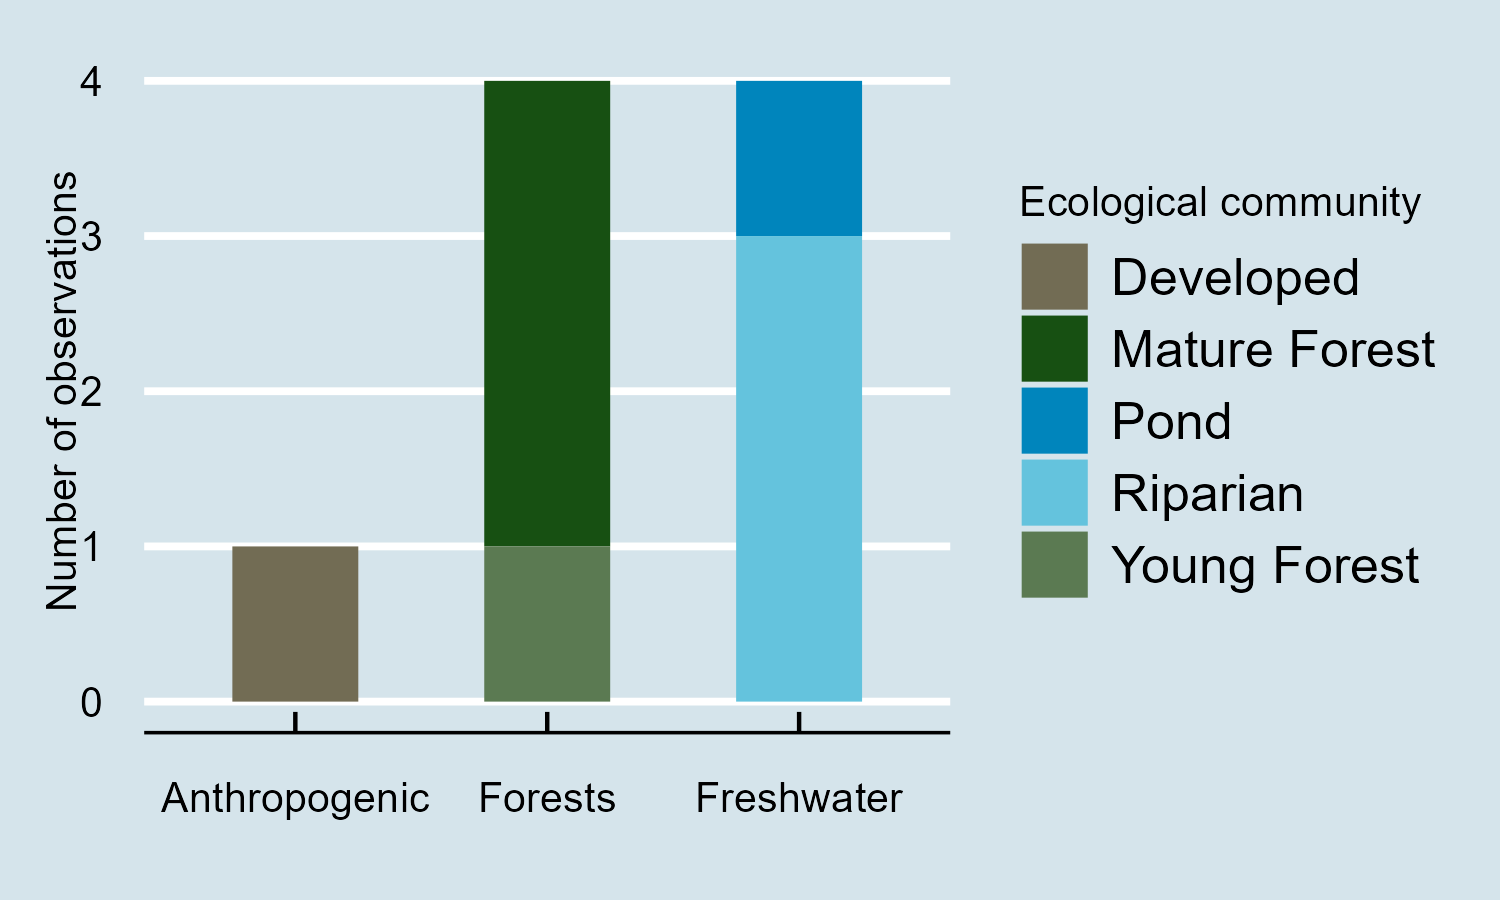 Number of observations
4
3
2
1
0
Anthropogenic Forests Freshwater
Ecological community
Developed
Mature Forest
Pond
Riparian
Young Forest